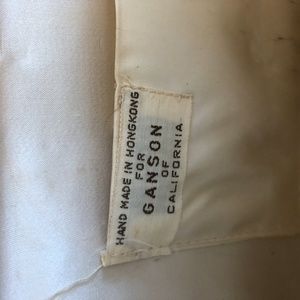 HAND MADE IN HONGKONG
FOR
GANSON
OF
CALIFORNIA